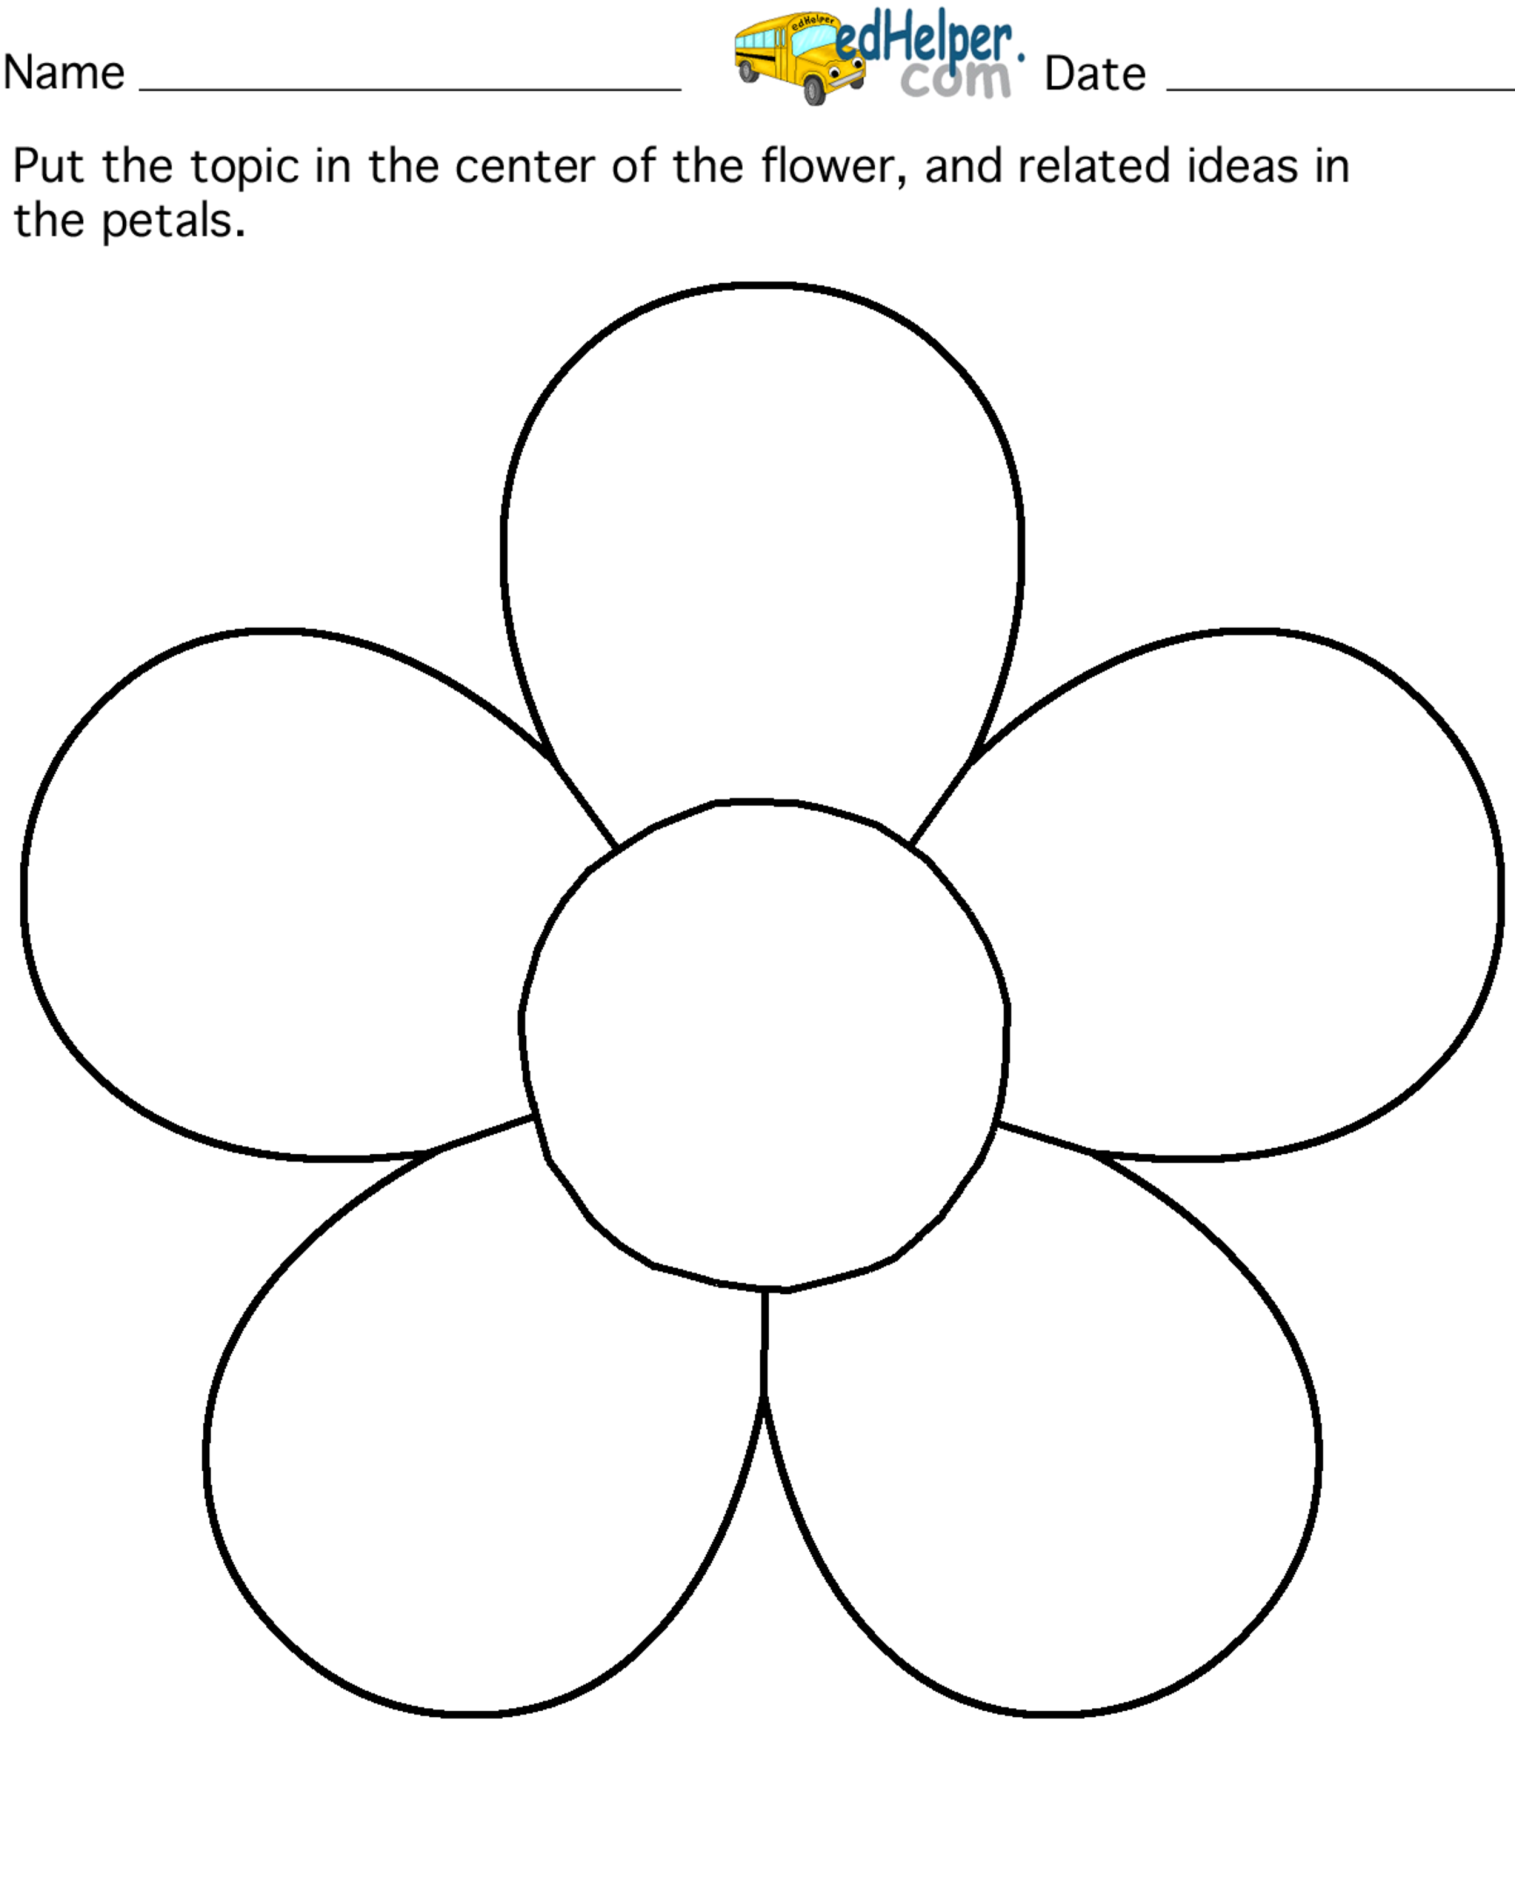 Name
edHelper
edHelper.
com
Date
Put the topic in the center of the flower, and related ideas in
the petals.